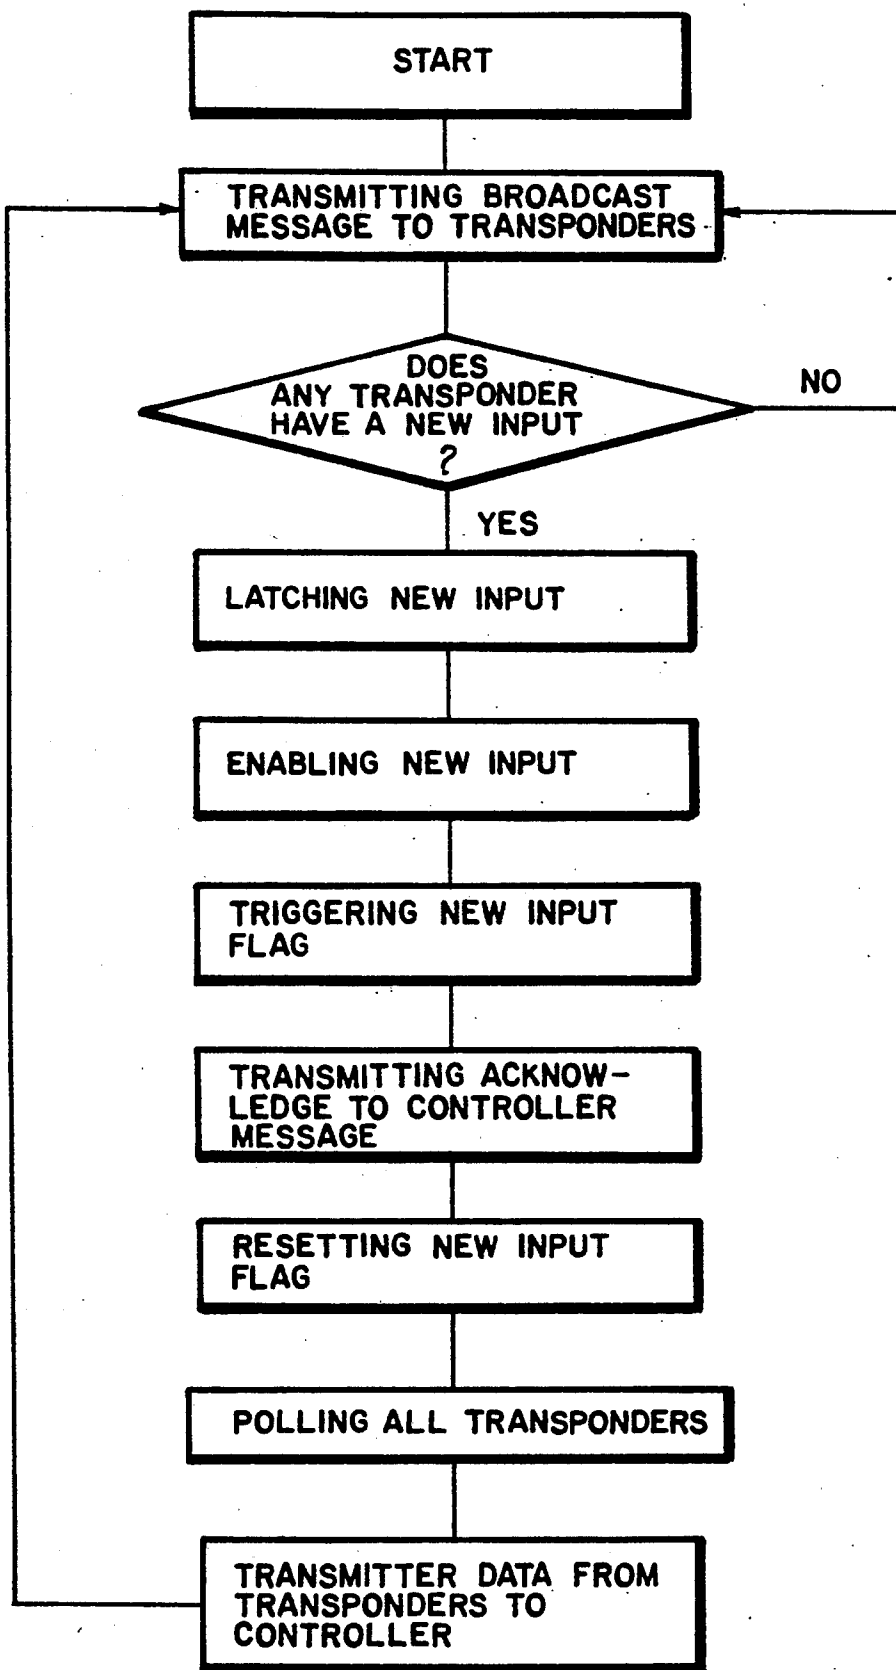 START
TRANSMITTING BROADCAST
MESSAGE TO TRANSPONDERS
DOES
ANY TRANSPONDER
HAVE A NEW INPUT
?
NO
YES
LATCHING NEW INPUT
ENABLING NEW INPUT
TRIGGERING NEW INPUT
FLAG
TRANSMITTING ACKNOW-
LEDGE TO CONTROLLER
MESSAGE
RESETTING NEW INPUT
FLAG
POLLING ALL TRANSPONDERS
TRANSMITTER DATA FROM
TRANSPONDERS TO
CONTROLLER